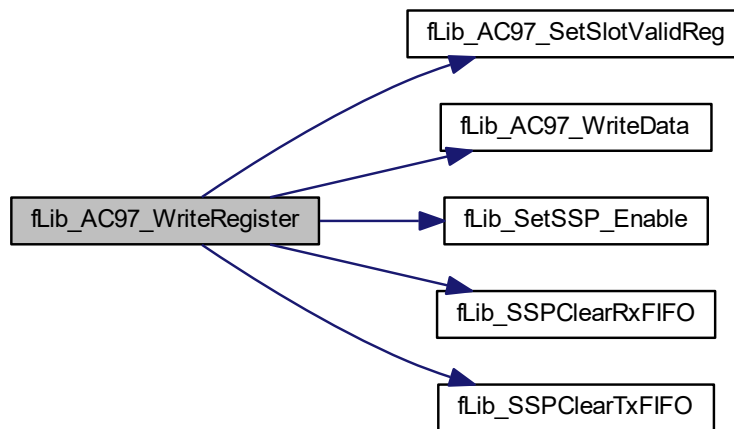 fLib_AC97_SetSlotValidReg
fLib_AC97_WriteData
fLib_AC97_WriteRegister
fLib_SetSSP_Enable
fLib_SSPClearRxFIFO
fLib_SSPClearTxFIFO